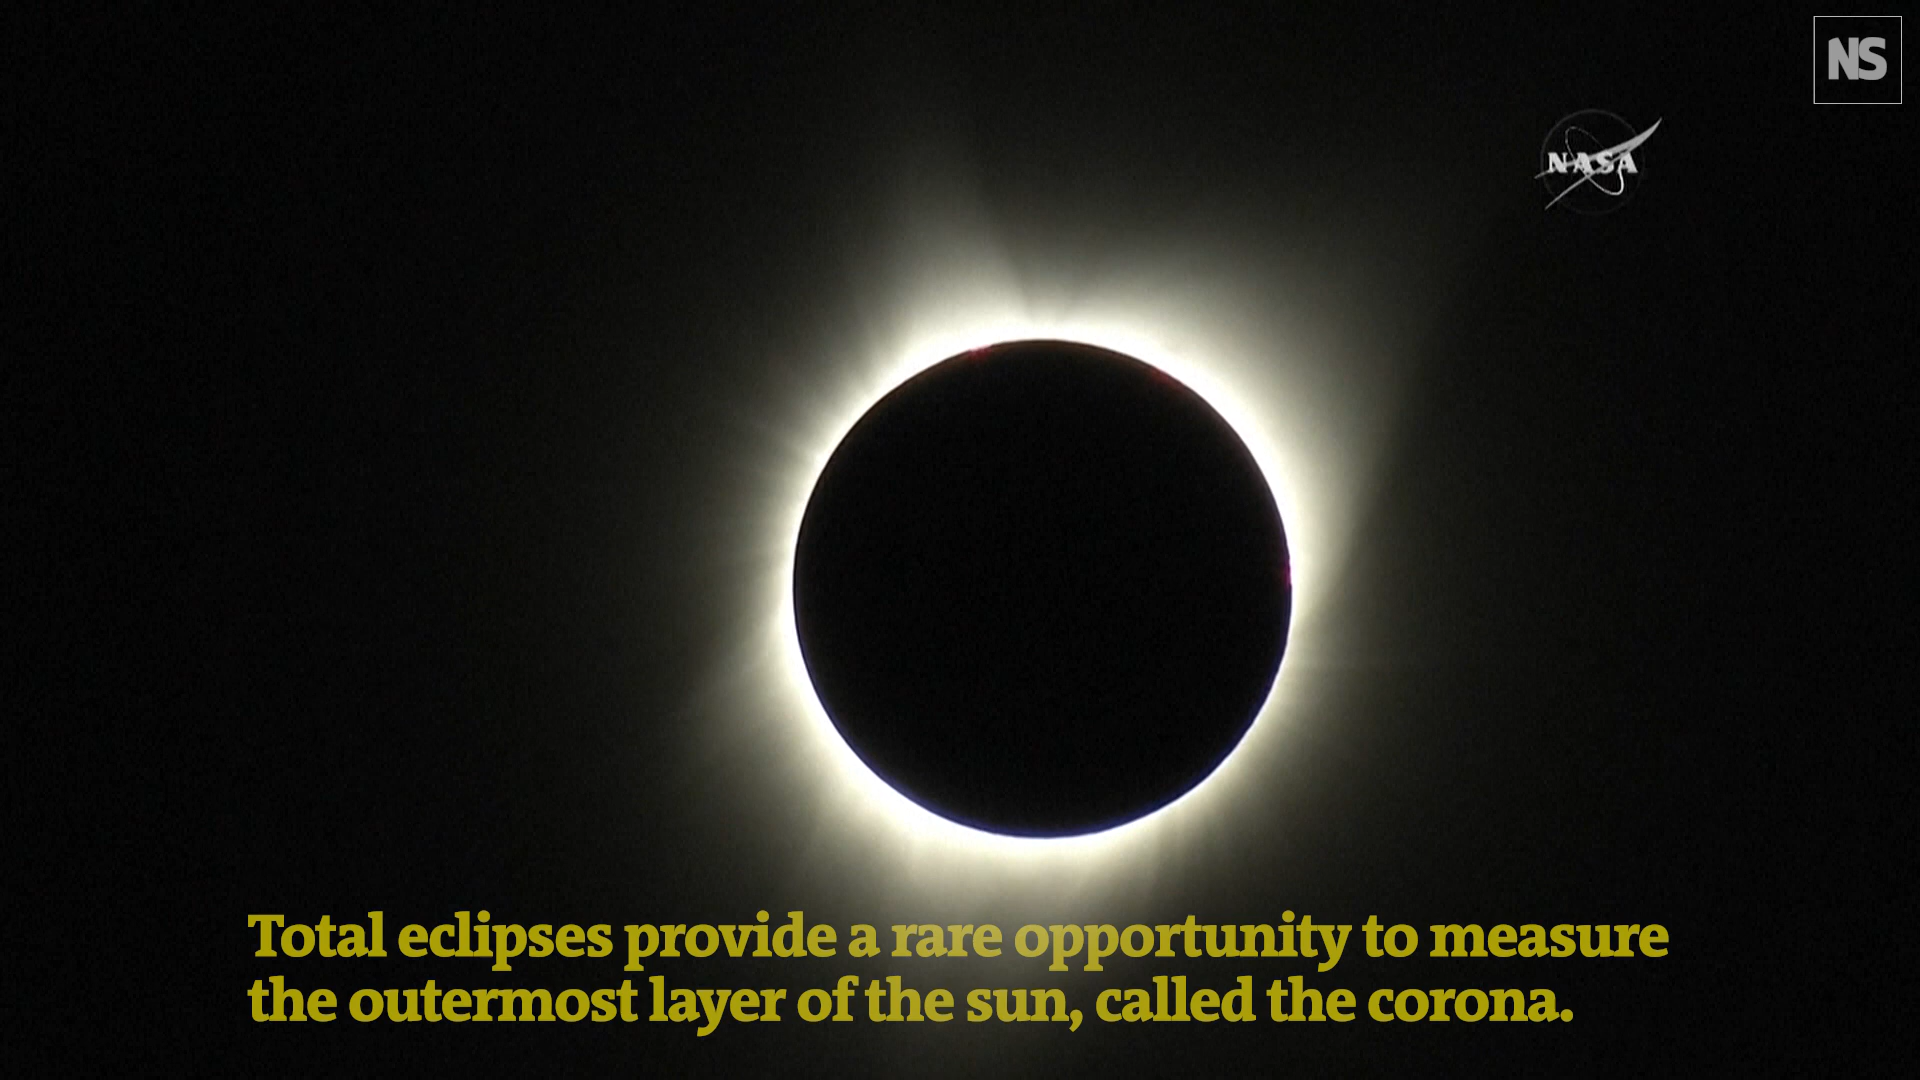 NS
NASA
Total eclipses provide a rare opportunity to measure
the outermost layer of the sun, called the corona.